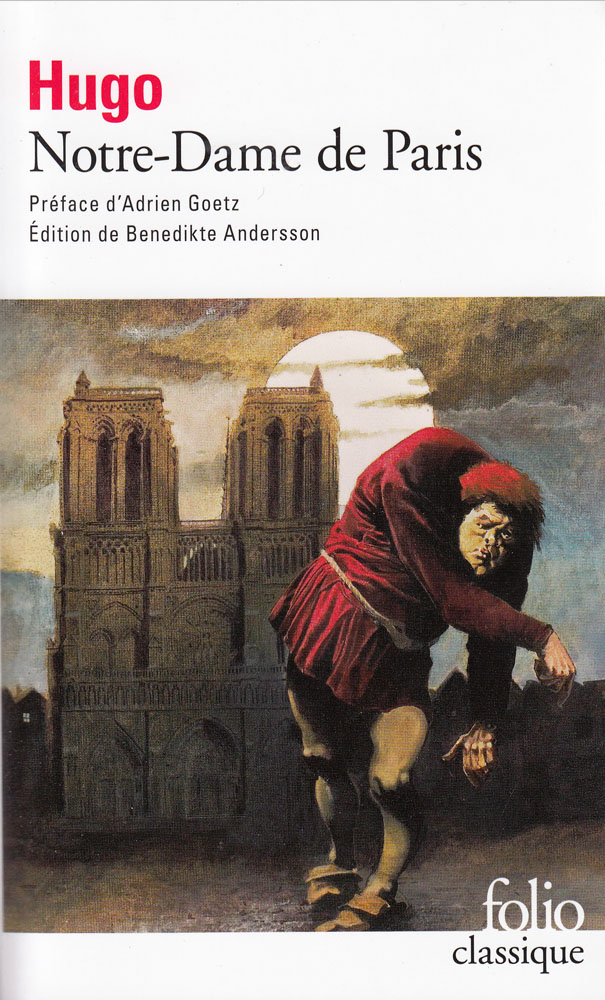 Hugo
Notre-Dame de Paris
Préface d'Adrien Goetz
Édition de Benedikte Andersson
folio
classique